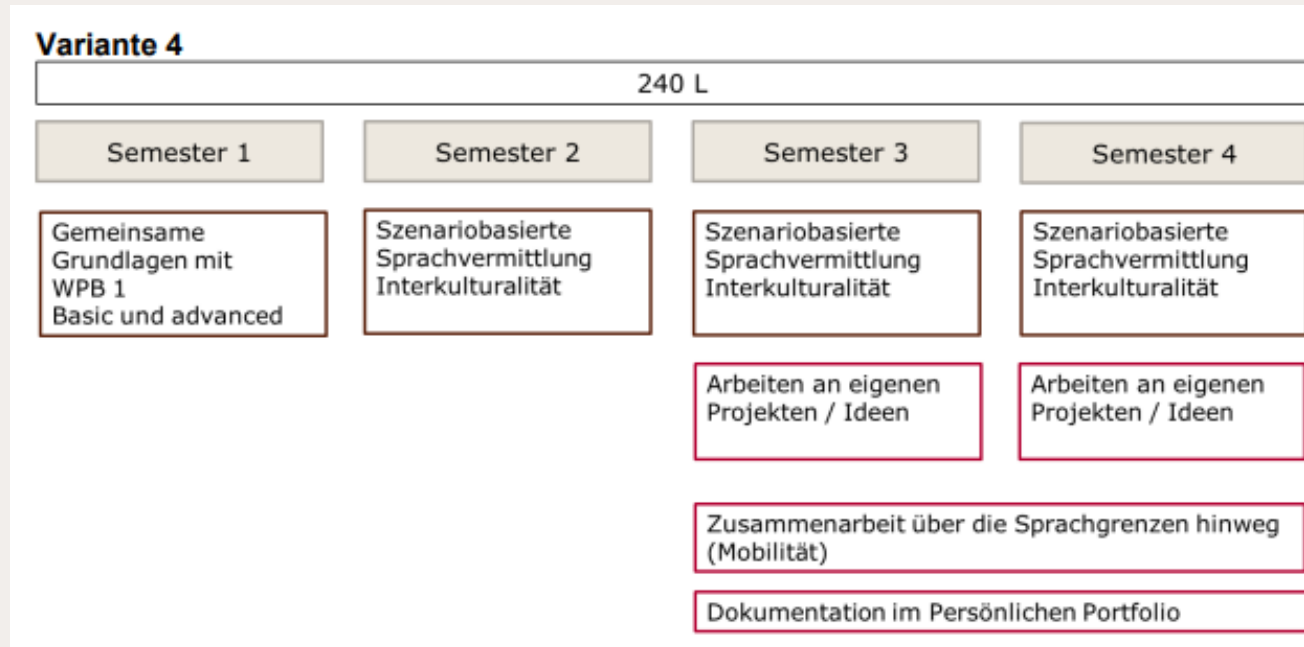 Variante 4
240 L
Semester 1
Semester 2
Semester 3
Semester 4
Gemeinsame
Grundlagen mit
WPB 1
Basic und advanced
Szenariobasierte
Sprachvermittlung
Interkulturalität
Szenariobasierte
Sprachvermittlung
Interkulturalität
Szenariobasierte
Sprachvermittlung
Interkulturalität
Arbeiten an eigenen
Projekten / Ideen
Arbeiten an eigenen
Projekten / Ideen
Zusammenarbeit über die Sprachgrenzen hinweg
(Mobilität)
Dokumentation im Persönlichen Portfolio